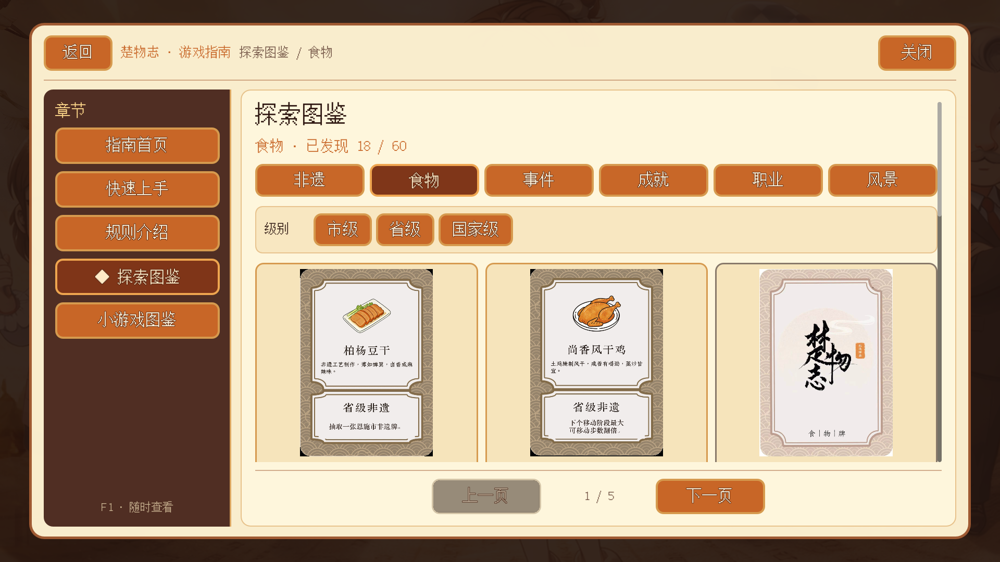 返回
楚物志 · 游戏指南 探索图鉴 / 食物
关闭
章节
指南首页
快速上手
规则介绍
◆ 探索图鉴
小游戏图鉴
F1 · 随时查看
探索图鉴
食物 · 已发现 18 / 60
非遗
食物
事件
成就
职业
风景
级别
市级
省级
国家级
柏杨豆干
非遗工艺制作，薄如蝉翼，卤香或麻
辣味。
省级非遗
抽取一张恩施市非遗牌。
尚香风干鸡
土鸡腌制风干，咸香有嚼劲，蒸炒皆
宜。
省级非遗
下个移动阶段最大
可移动步数翻倍。
楚物志
食|物|牌
上一页
1 / 5
下一页